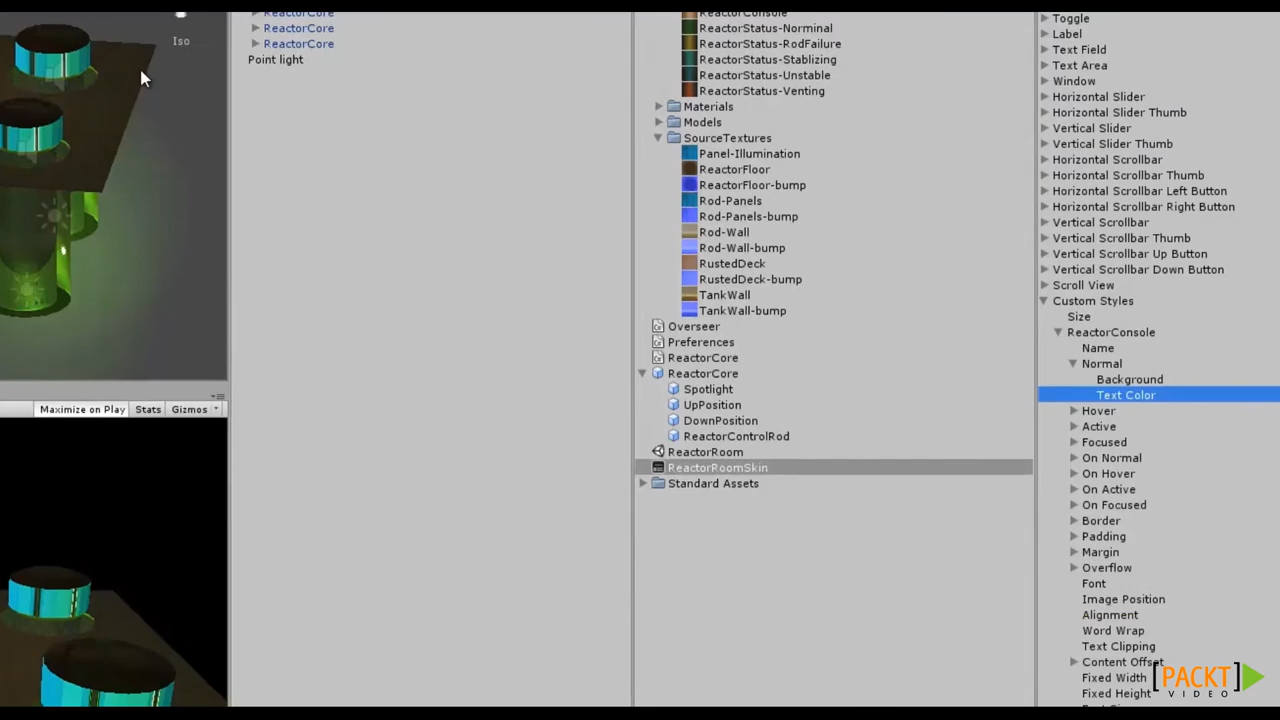 Iso
Maximize on Play
Stats
Gizmos
ReactorCore
ReactorCore
ReactorCore
Point light
ReactorConsole
ReactorStatus-Norminal
ReactorStatus-RodFailure
ReactorStatus-Stablizing
ReactorStatus-Unstable
ReactorStatus-Venting
Materials
Models
SourceTextures
Panel-Illumination
ReactorFloor
ReactorFloor-bump
Rod-Panels
Rod-Panels-bump
Rod-Wall
Rod-Wall-bump
RustedDeck
RustedDeck-bump
TankWall
TankWall-bump
Overseer
Preferences
ReactorCore
ReactorCore
Spotlight
UpPosition
DownPosition
ReactorControlRod
ReactorRoom
ReactorRoomSkin
Standard Assets
Toggle
Label
Text Field
Text Area
Window
Horizontal Slider
Horizontal Slider Thumb
Vertical Slider
Vertical Slider Thumb
Horizontal Scrollbar
Horizontal Scrollbar Thumb
Horizontal Scrollbar Left Button
Horizontal Scrollbar Right Button
Vertical Scrollbar
Vertical Scrollbar Thumb
Vertical Scrollbar Up Button
Vertical Scrollbar Down Button
Scroll View
Custom Styles
Size
ReactorConsole
Name
Normal
Background
Text Color
Hover
Active
Focused
On Normal
On Hover
On Active
On Focused
Border
Padding
Margin
Overflow
Font
Image Position
Alignment
Word Wrap
Text Clipping
Content Offset
Fixed Width
Fixed Height
[PACKT]
VIDEO